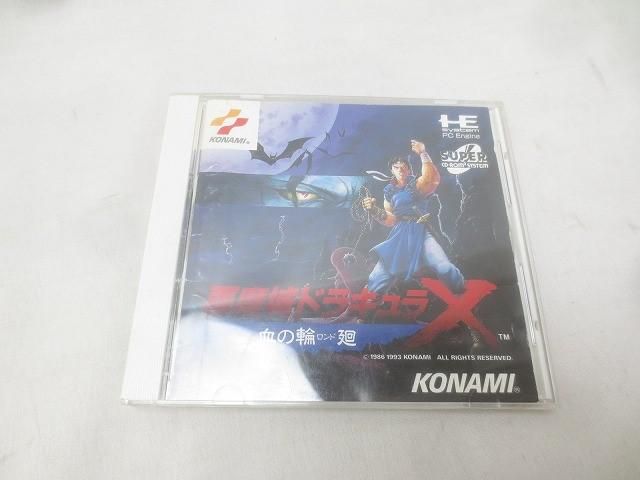 KONAMI
HE
system
PC Engine
SUPER
CD-ROM² SYSTEM
悪魔城ドラキュラX
TM
血の輪廻
ロンド
© 1986 1993 KONAMI ALL RIGHTS RESERVED.
KONAMI®